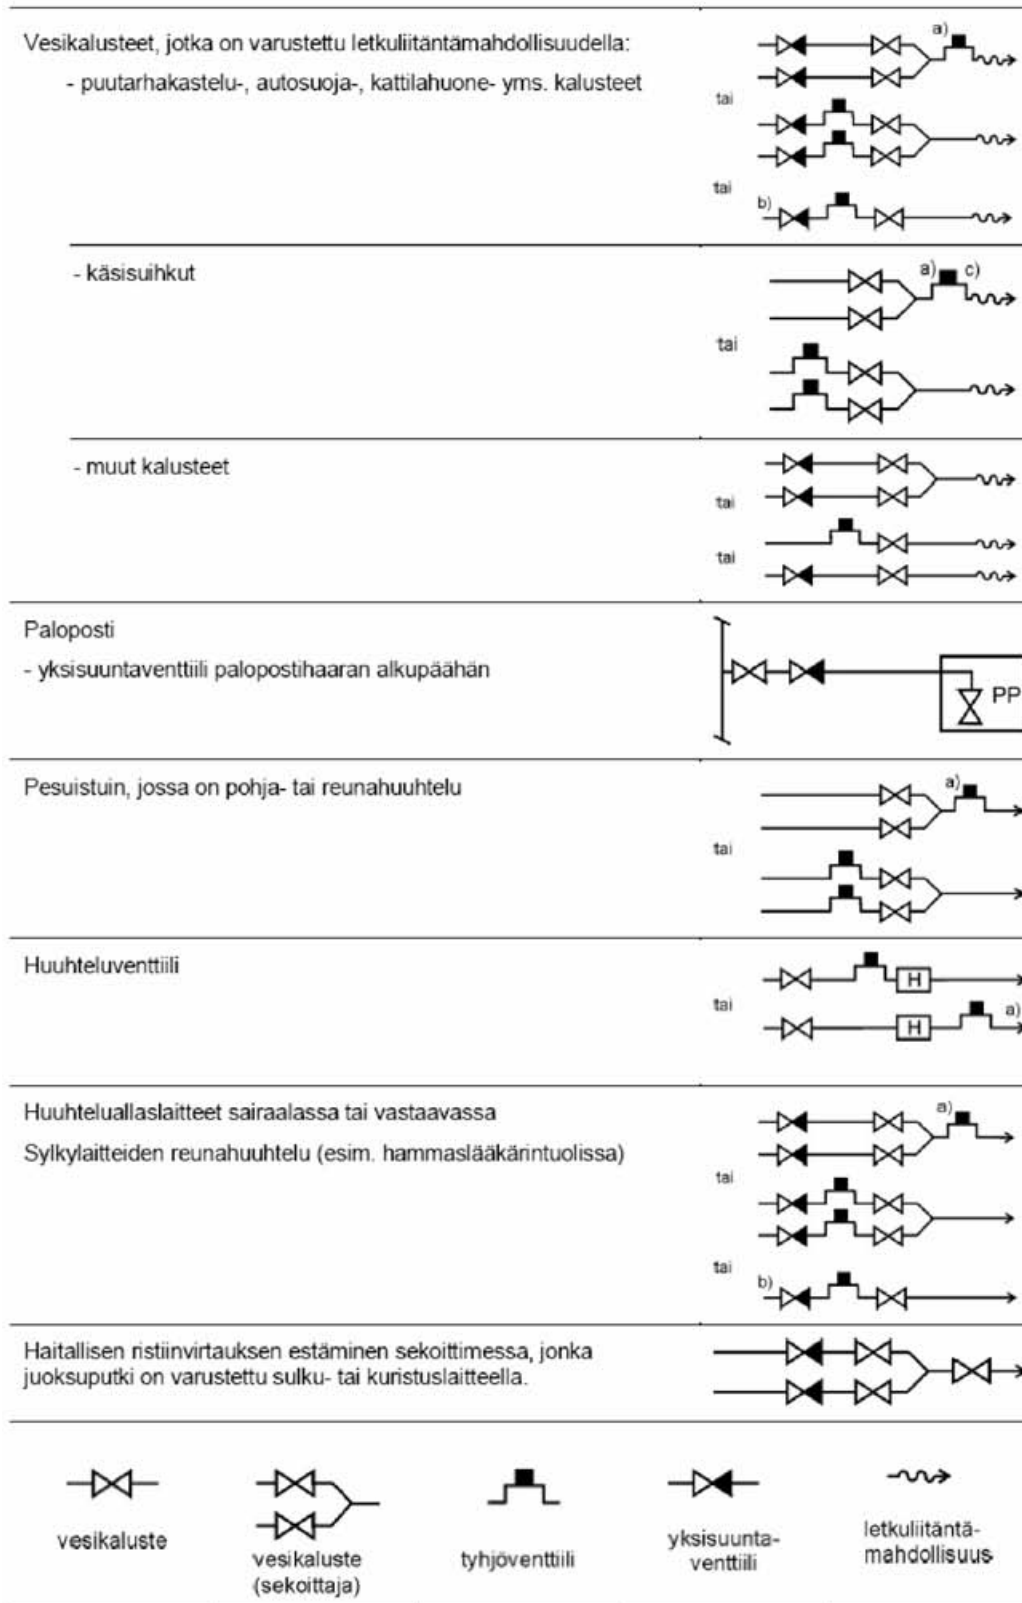 Vesikalusteet, jotka on varustettu letkuliitäntämahdollisuudella:
- puutarhakastelu-, autosuoja-, kattilahuone- yms. kalusteet
a)
tai
tai
b)
- käsisuihkut
a) c)
tai
- muut kalusteet
tai
tai
Paloposti
- yksisuuntaventtiili palopostihaaran alkupäähän
PP
Pesuistuin, jossa on pohja- tai reunahuuhtelu
a)
tai
Huuhteluventtiili
H
tai
H
a)
Huuhteluallaslaitteet sairaalassa tai vastaavassa
Sylkylaitteiden reunahuuhtelu (esim. hammaslääkärintuolissa)
a)
tai
tai
b)
Haitallisen ristiinvirtauksen estäminen sekoittimessa, jonka
juoksuputki on varustettu sulku- tai kuristuslaitteella.
vesikaluste
vesikaluste
(sekoittaja)
tyhjöventtiili
yksisuunta-
venttiili
letkuliitäntä-
mahdollisuus